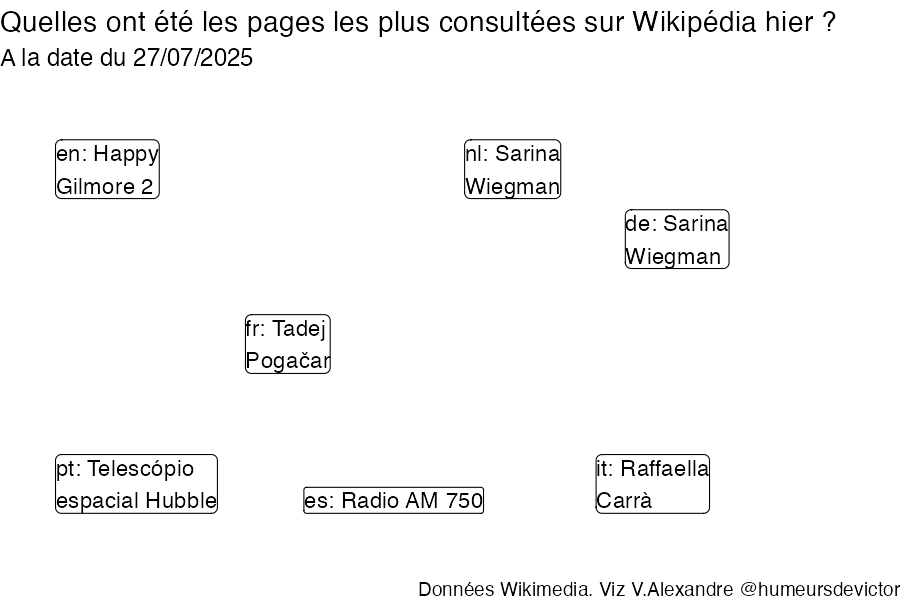 Quelles ont été les pages les plus consultées sur Wikipédia hier ?
A la date du 27/07/2025
en: Happy
Gilmore 2
nl: Sarina
Wiegman
de: Sarina
Wiegman
fr: Tadej
Pogačar
pt: Telescópio
espacial Hubble
es: Radio AM 750
it: Raffaella
Carrà
Données Wikimedia. Viz V.Alexandre @humeursdevictor